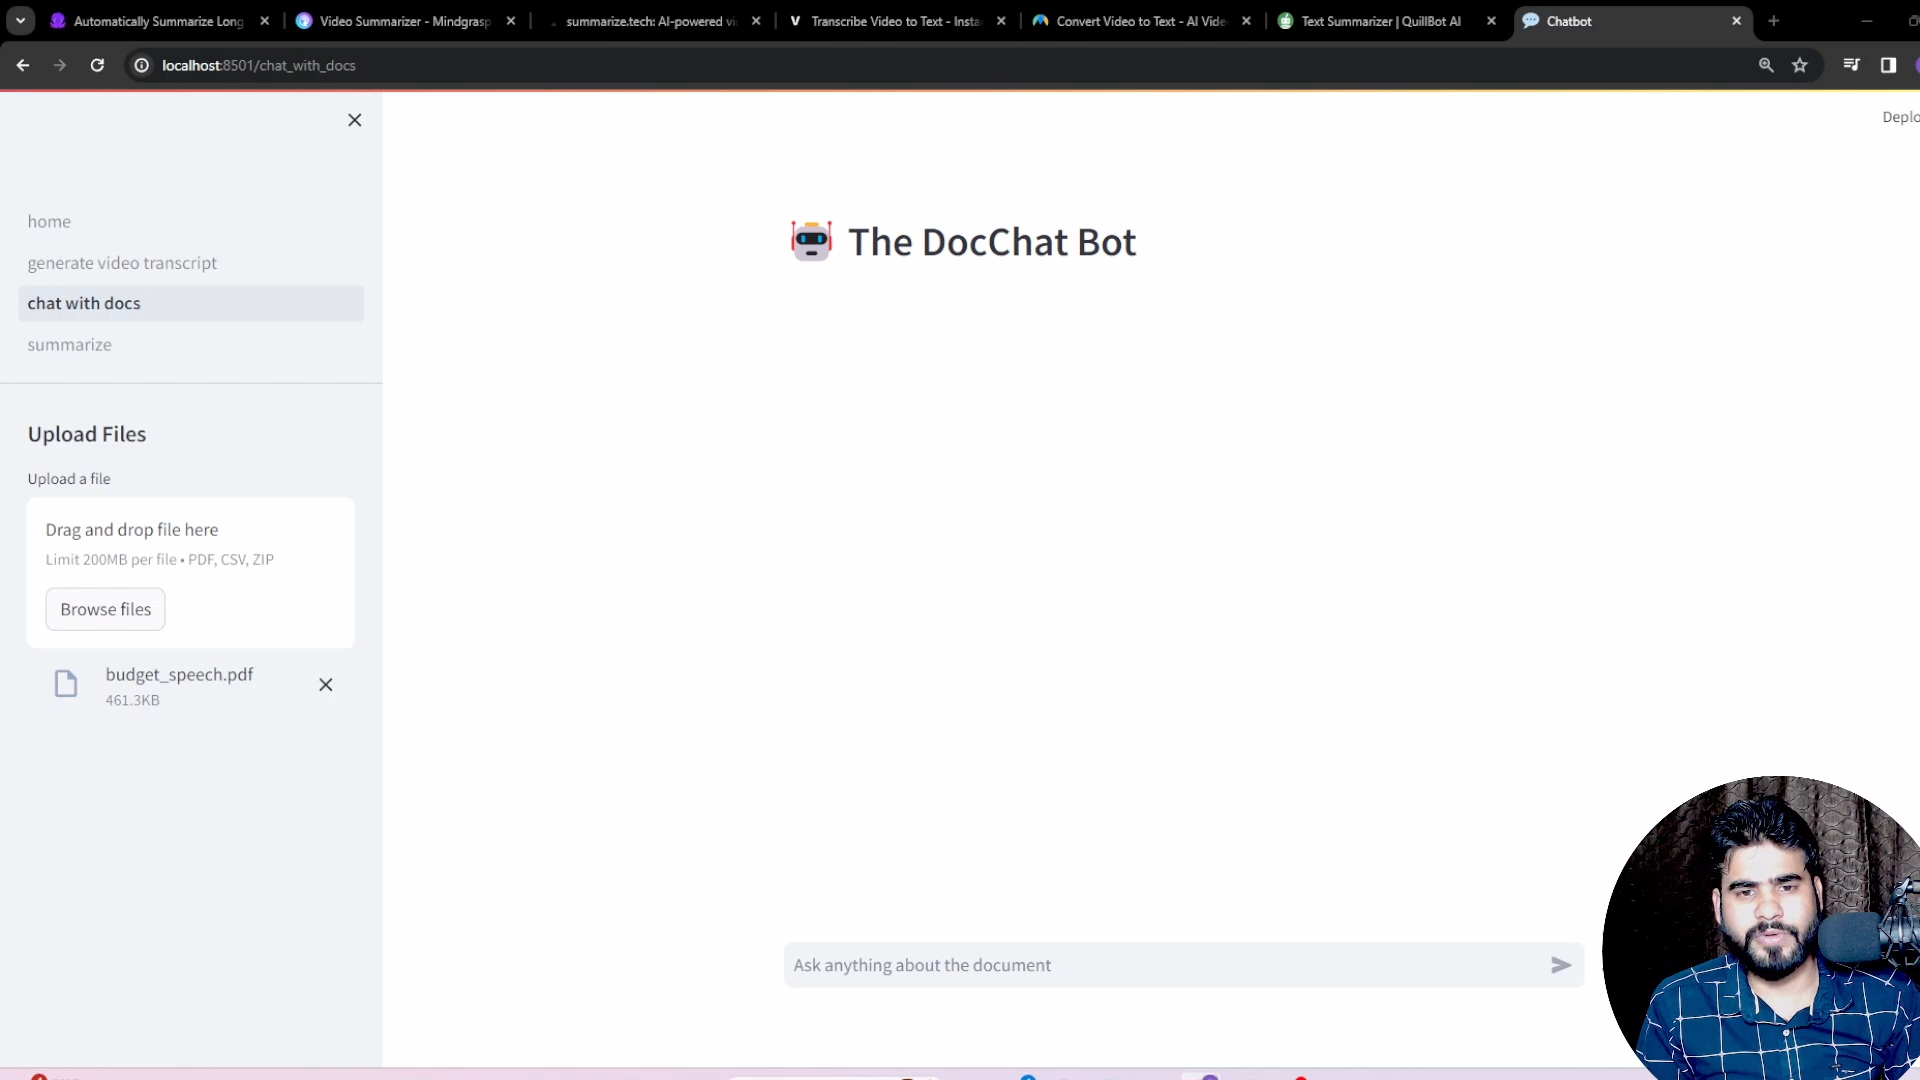 Automatically Summarize Long
Video Summarizer - Mindgrasp
summarize.tech: AI-powered vi
Transcribe Video to Text - Insta
Convert Video to Text - AI Vide
Text Summarizer | QuillBot AI
Chatbot
localhost:8501/chat_with_docs
Deplo
home
generate video transcript
chat with docs
summarize
The DocChat Bot
Upload Files
Upload a file
Drag and drop file here
Limit 200MB per file • PDF, CSV, ZIP
Browse files
budget_speech.pdf
461.3KB
Ask anything about the document